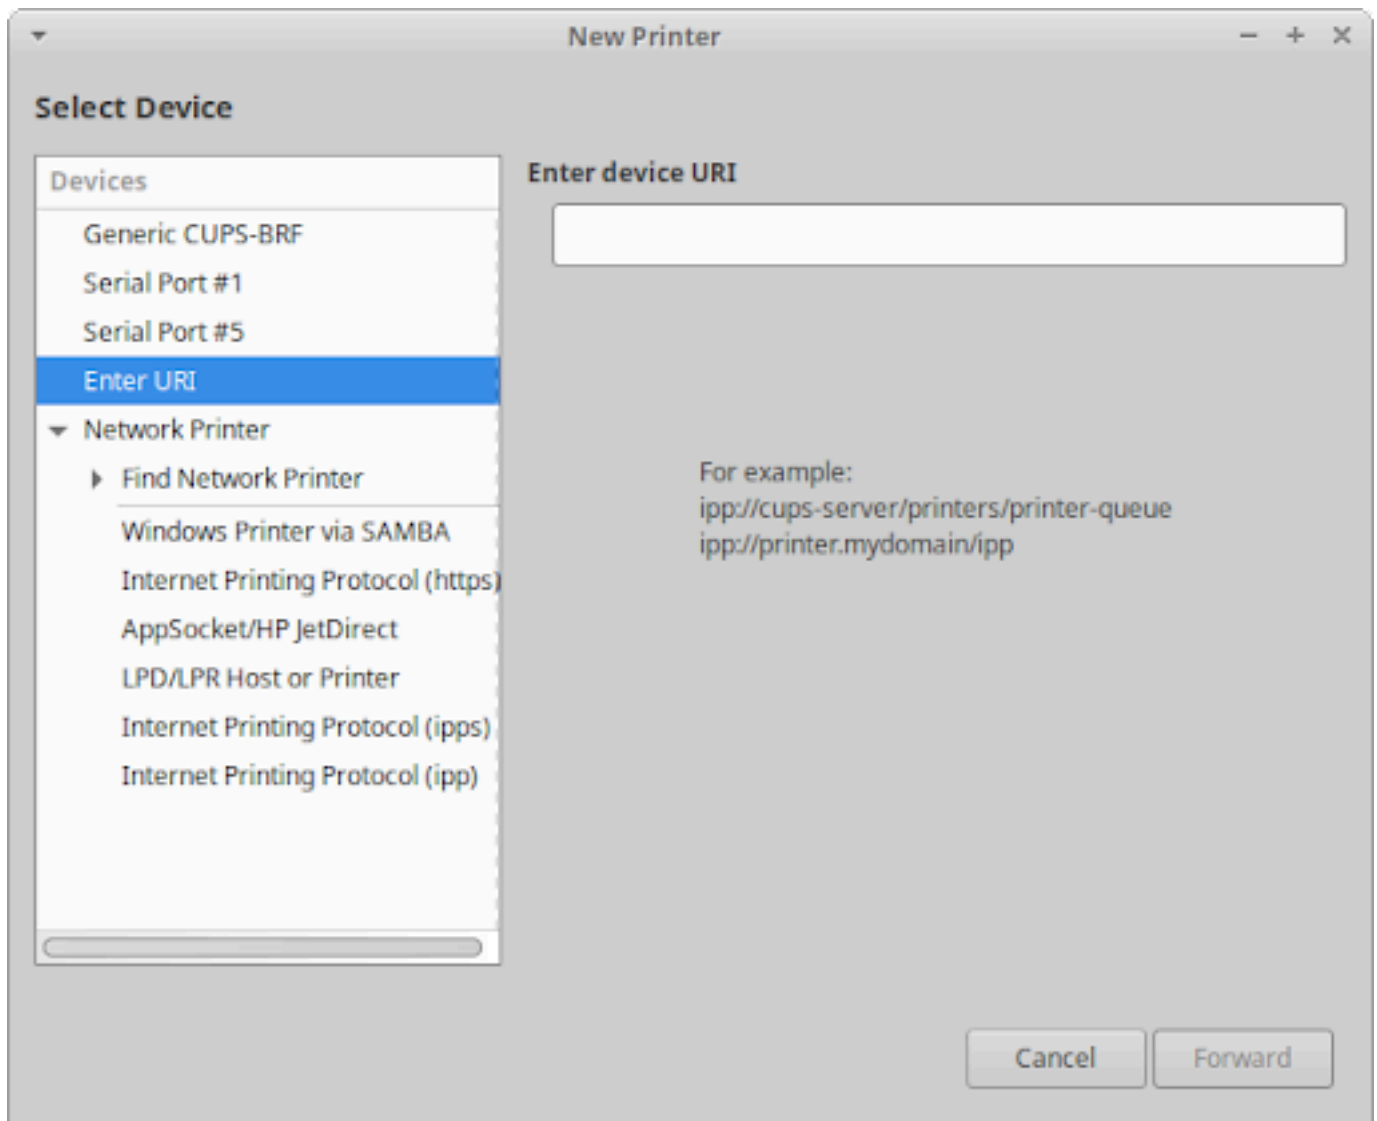 New Printer
Select Device
Devices
Generic CUPS-BRF
Serial Port #1
Serial Port #5
Enter URI
Network Printer
Find Network Printer
Windows Printer via SAMBA
Internet Printing Protocol (https)
AppSocket/HP JetDirect
LPD/LPR Host or Printer
Internet Printing Protocol (ipps)
Internet Printing Protocol (ipp)
Enter device URI
For example:
ipp://cups-server/printers/printer-queue
ipp://printer.mydomain/ipp
Cancel
Forward